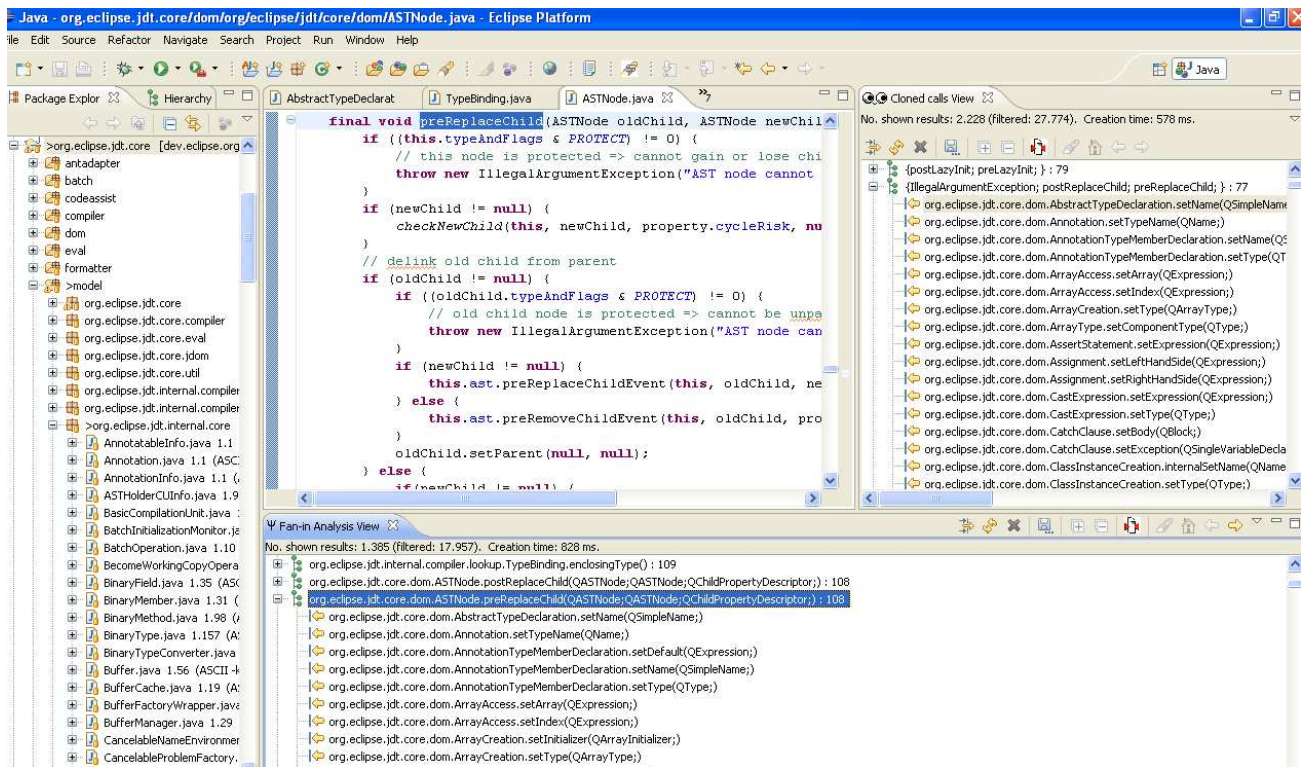 Java - org.eclipse.jdt.core/dom/org/eclipse/jdt/core/dom/ASTNode.java - Eclipse Platform
File Edit Source Refactor Navigate Search Project Run Window Help
Java
Package Explor Hierarchy
>org.eclipse.jdt.core [dev.eclipse.org
antadapter
batch
codeassist
compiler
dom
eval
formatter
>model
org.eclipse.jdt.core
org.eclipse.jdt.core.compiler
org.eclipse.jdt.core.eval
org.eclipse.jdt.core.jdom
org.eclipse.jdt.core.util
org.eclipse.jdt.internal.compiler
org.eclipse.jdt.internal.compiler
>org.eclipse.jdt.internal.core
AnnotatableInfo.java 1.1
Annotation.java 1.1 (ASC
AnnotationInfo.java 1.1 (
ASTHolderCUInfo.java 1.9
BasicCompilationUnit.java
BatchInitializationMonitor.ja
BatchOperation.java 1.10
BecomeWorkingCopyOpera
BinaryField.java 1.35 (ASC
BinaryMember.java 1.31 (
BinaryMethod.java 1.98 (A
BinaryType.java 1.157 (A
BinaryTypeConverter.java
Buffer.java 1.56 (ASCII -k
BufferCache.java 1.19 (A
BufferFactoryWrapper.java
BufferManager.java 1.29
CancelableNameEnvironmer
CancelableProblemFactory.
AbstractTypeDeclarat TypeBinding.java ASTNode.java »7
final void preReplaceChild(ASTNode oldChild, ASTNode newChil
if ((this.typeAndFlags & PROTECT) != 0) {
// this node is protected => cannot gain or lose chi
throw new IllegalArgumentException("AST node cannot
}
if (newChild != null) {
checkNewChild(this, newChild, property.cycleRisk, nu
}
// delink old child from parent
if (oldChild != null) {
if ((oldChild.typeAndFlags & PROTECT) != 0) {
// old child node is protected => cannot be unpa
throw new IllegalArgumentException("AST node can
}
if (newChild != null) {
this.ast.preReplaceChildEvent(this, oldChild, ne
} else {
this.ast.preRemoveChildEvent(this, oldChild, pro
}
oldChild.setParent(null, null);
} else {
if(newChild != null) {
Cloned calls View
No. shown results: 2.228 (filtered: 27.774). Creation time: 578 ms.
{postLazyInit; preLazyInit; } : 79
{IllegalArgumentException; postReplaceChild; preReplaceChild; } : 77
org.eclipse.jdt.core.dom.AbstractTypeDeclaration.setName(QSimpleName
org.eclipse.jdt.core.dom.Annotation.setTypeName(QName;)
org.eclipse.jdt.core.dom.AnnotationTypeMemberDeclaration.setName(QS
org.eclipse.jdt.core.dom.AnnotationTypeMemberDeclaration.setType(QT
org.eclipse.jdt.core.dom.ArrayAccess.setArray(QExpression;)
org.eclipse.jdt.core.dom.ArrayAccess.setIndex(QExpression;)
org.eclipse.jdt.core.dom.ArrayCreation.setType(QArrayType;)
org.eclipse.jdt.core.dom.ArrayType.setComponentType(QType;)
org.eclipse.jdt.core.dom.AssertStatement.setExpression(QExpression;)
org.eclipse.jdt.core.dom.Assignment.setLeftHandSide(QExpression;)
org.eclipse.jdt.core.dom.Assignment.setRightHandSide(QExpression;)
org.eclipse.jdt.core.dom.CastExpression.setExpression(QExpression;)
org.eclipse.jdt.core.dom.CastExpression.setType(QType;)
org.eclipse.jdt.core.dom.CatchClause.setBody(QBlock;)
org.eclipse.jdt.core.dom.CatchClause.setException(QSingleVariableDecla
org.eclipse.jdt.core.dom.ClassInstanceCreation.internalSetName(QName
org.eclipse.jdt.core.dom.ClassInstanceCreation.setType(QType;)
Fan-in Analysis View
No. shown results: 1.385 (filtered: 17.957). Creation time: 828 ms.
org.eclipse.jdt.internal.compiler.lookup.TypeBinding.enclosingType() : 109
org.eclipse.jdt.core.dom.ASTNode.postReplaceChild(QASTNode;QASTNode;QChildPropertyDescriptor;) : 108
org.eclipse.jdt.core.dom.ASTNode.preReplaceChild(QASTNode;QASTNode;QChildPropertyDescriptor;) : 108
org.eclipse.jdt.core.dom.AbstractTypeDeclaration.setName(QSimpleName;)
org.eclipse.jdt.core.dom.Annotation.setTypeName(QName;)
org.eclipse.jdt.core.dom.AnnotationTypeMemberDeclaration.setDefault(QExpression;)
org.eclipse.jdt.core.dom.AnnotationTypeMemberDeclaration.setName(QSimpleName;)
org.eclipse.jdt.core.dom.AnnotationTypeMemberDeclaration.setType(QType;)
org.eclipse.jdt.core.dom.ArrayAccess.setArray(QExpression;)
org.eclipse.jdt.core.dom.ArrayAccess.setIndex(QExpression;)
org.eclipse.jdt.core.dom.ArrayCreation.setInitializer(QArrayInitializer;)
org.eclipse.jdt.core.dom.ArrayCreation.setType(QArrayType;)